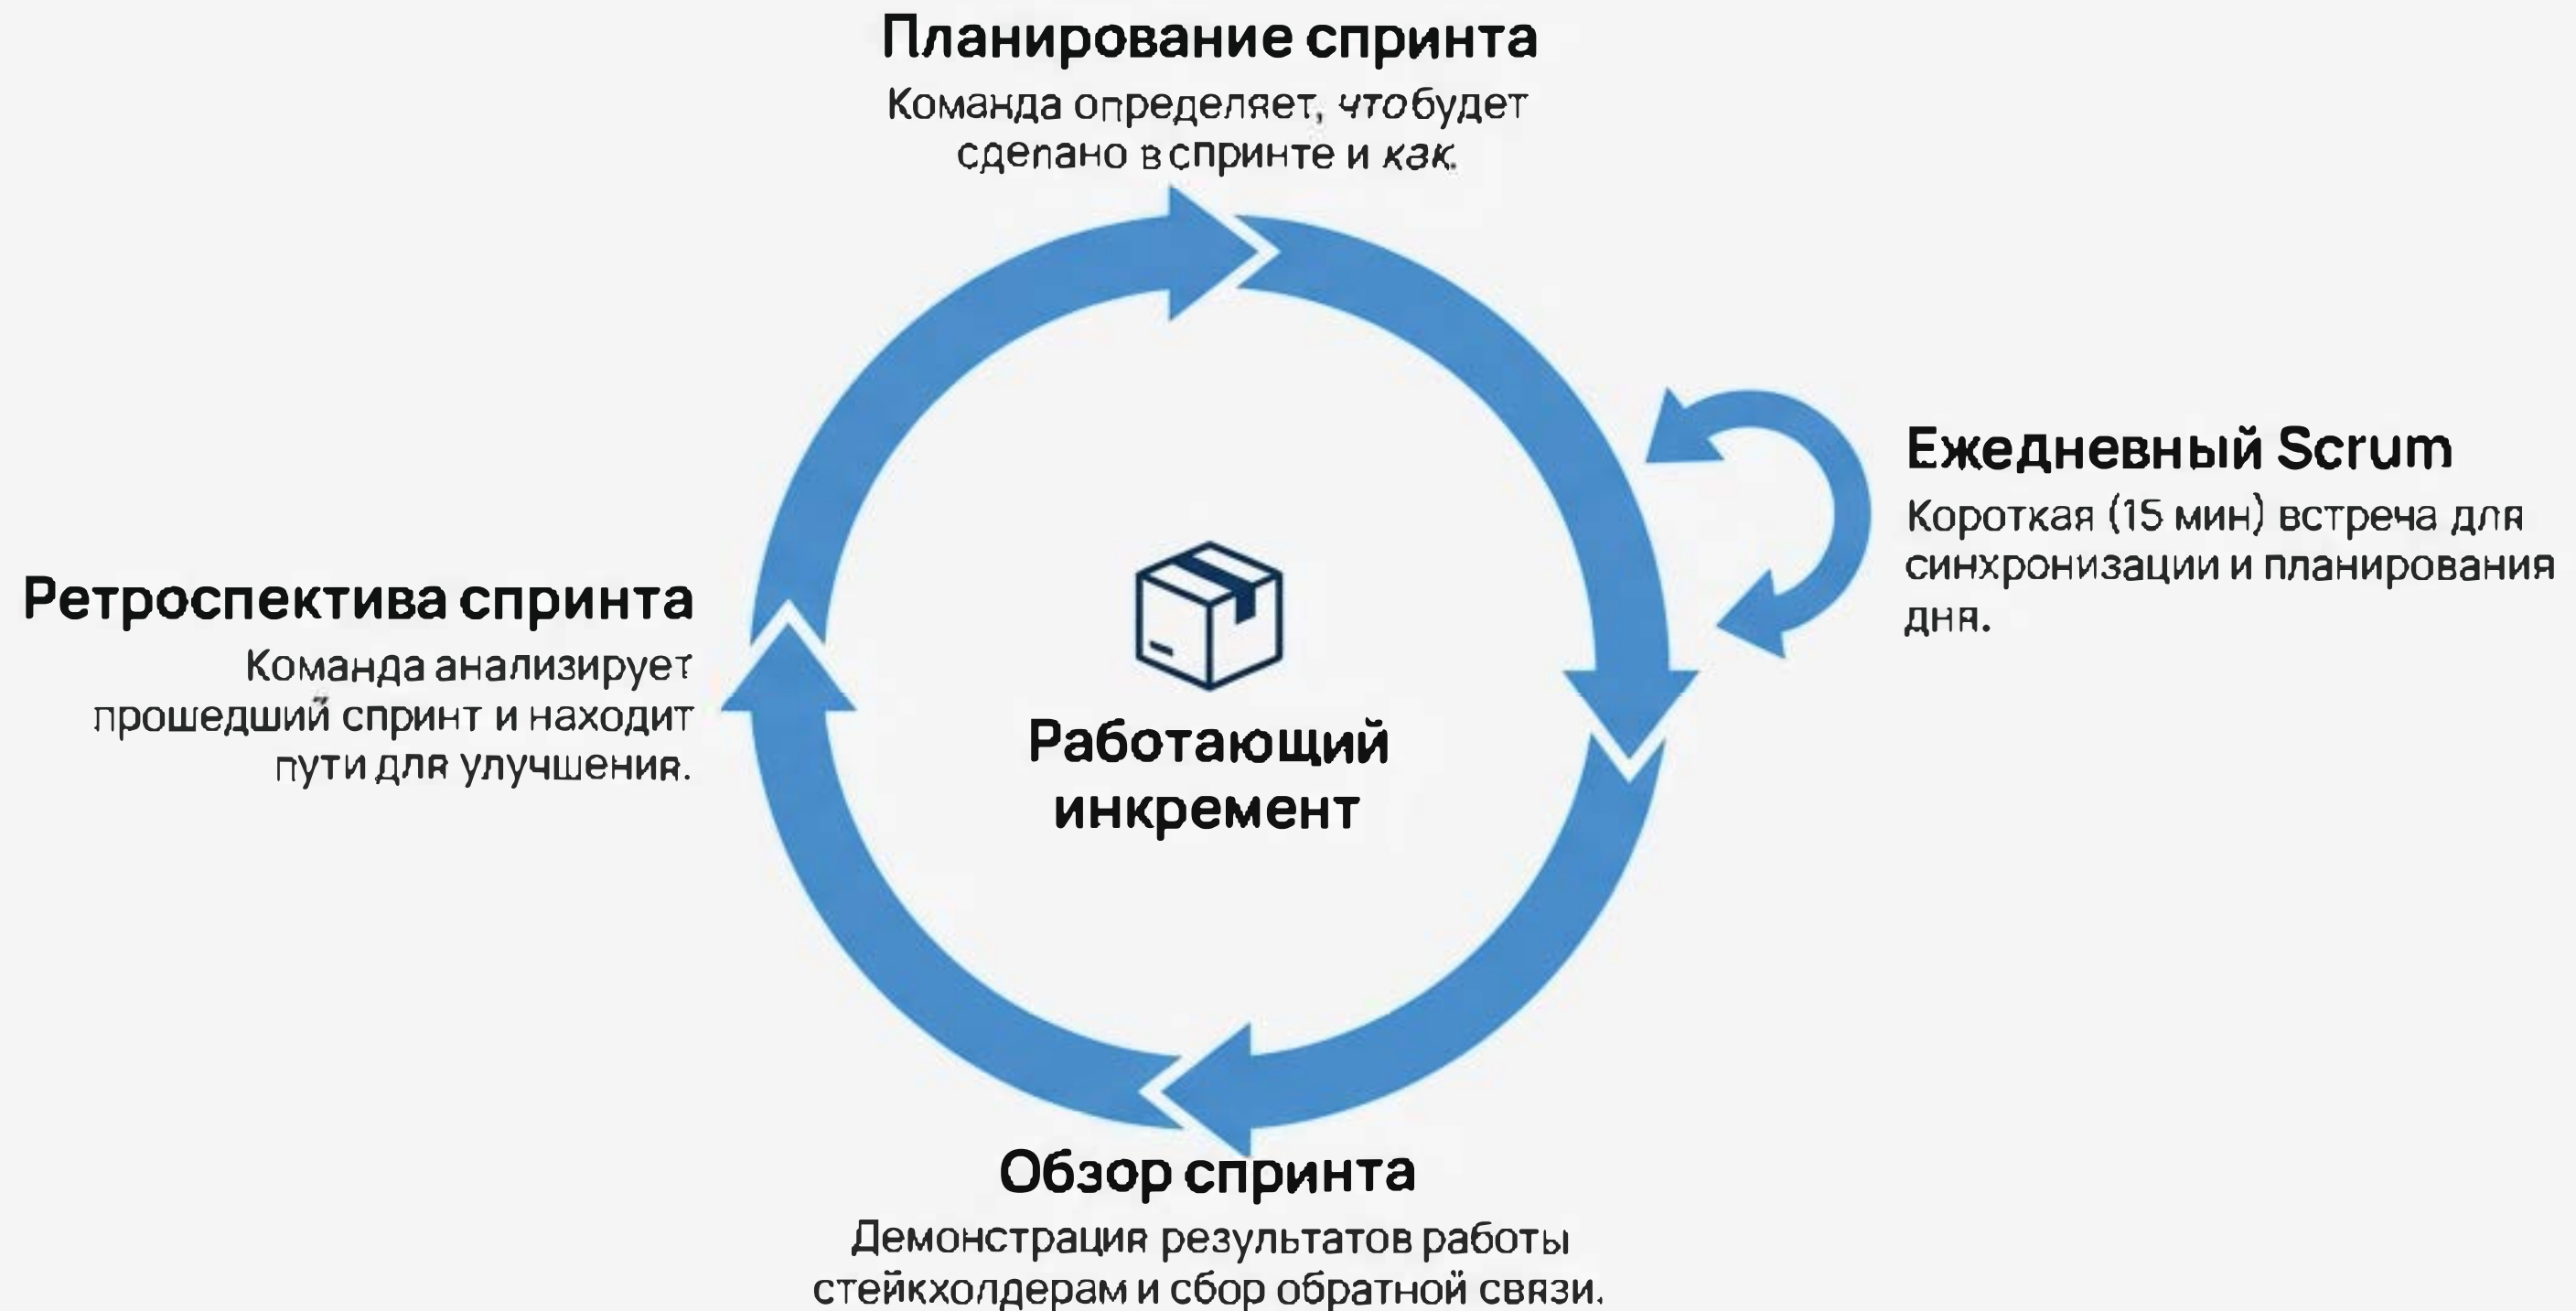 Планирование спринта
Команда определяет, что будет
сделано в спринте и как.
Ежедневный Scrum
Короткая (15 мин) встреча для
синхронизации и планирования
дня.
Ретроспектива спринта
Команда анализирует
прошедший спринт и находит
пути для улучшения.
Работающий
инкремент
Обзор спринта
Демонстрация результатов работы
стейкхолдерам и сбор обратной связи.